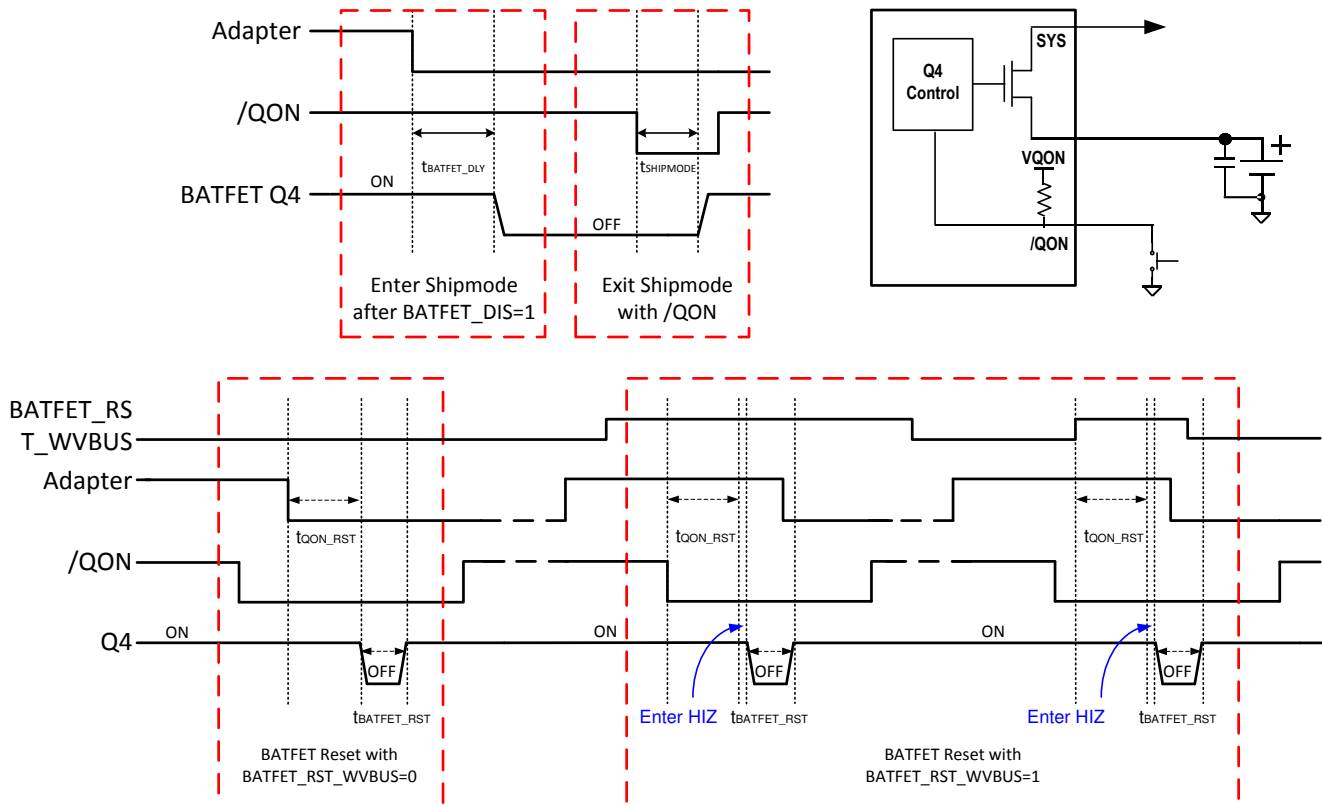 Adapter
/QON
tBATFET_DLY
tSHIPMODE
BATFET Q4
ON
OFF
Enter Shipmode
after BATFET_DIS=1
Exit Shipmode
with /QON
SYS
Q4
Control
VQON
+
/QON
BATFET_RS
T_WVBUS
Adapter
tQON_RST
tQON_RST
tQON_RST
/QON
Q4
ON
ON
ON
OFF
OFF
OFF
tBATFET_RST
Enter HIZ
tBATFET_RST
Enter HIZ
tBATFET_RST
BATFET Reset with
BATFET_RST_WVBUS=0
BATFET Reset with
BATFET_RST_WVBUS=1